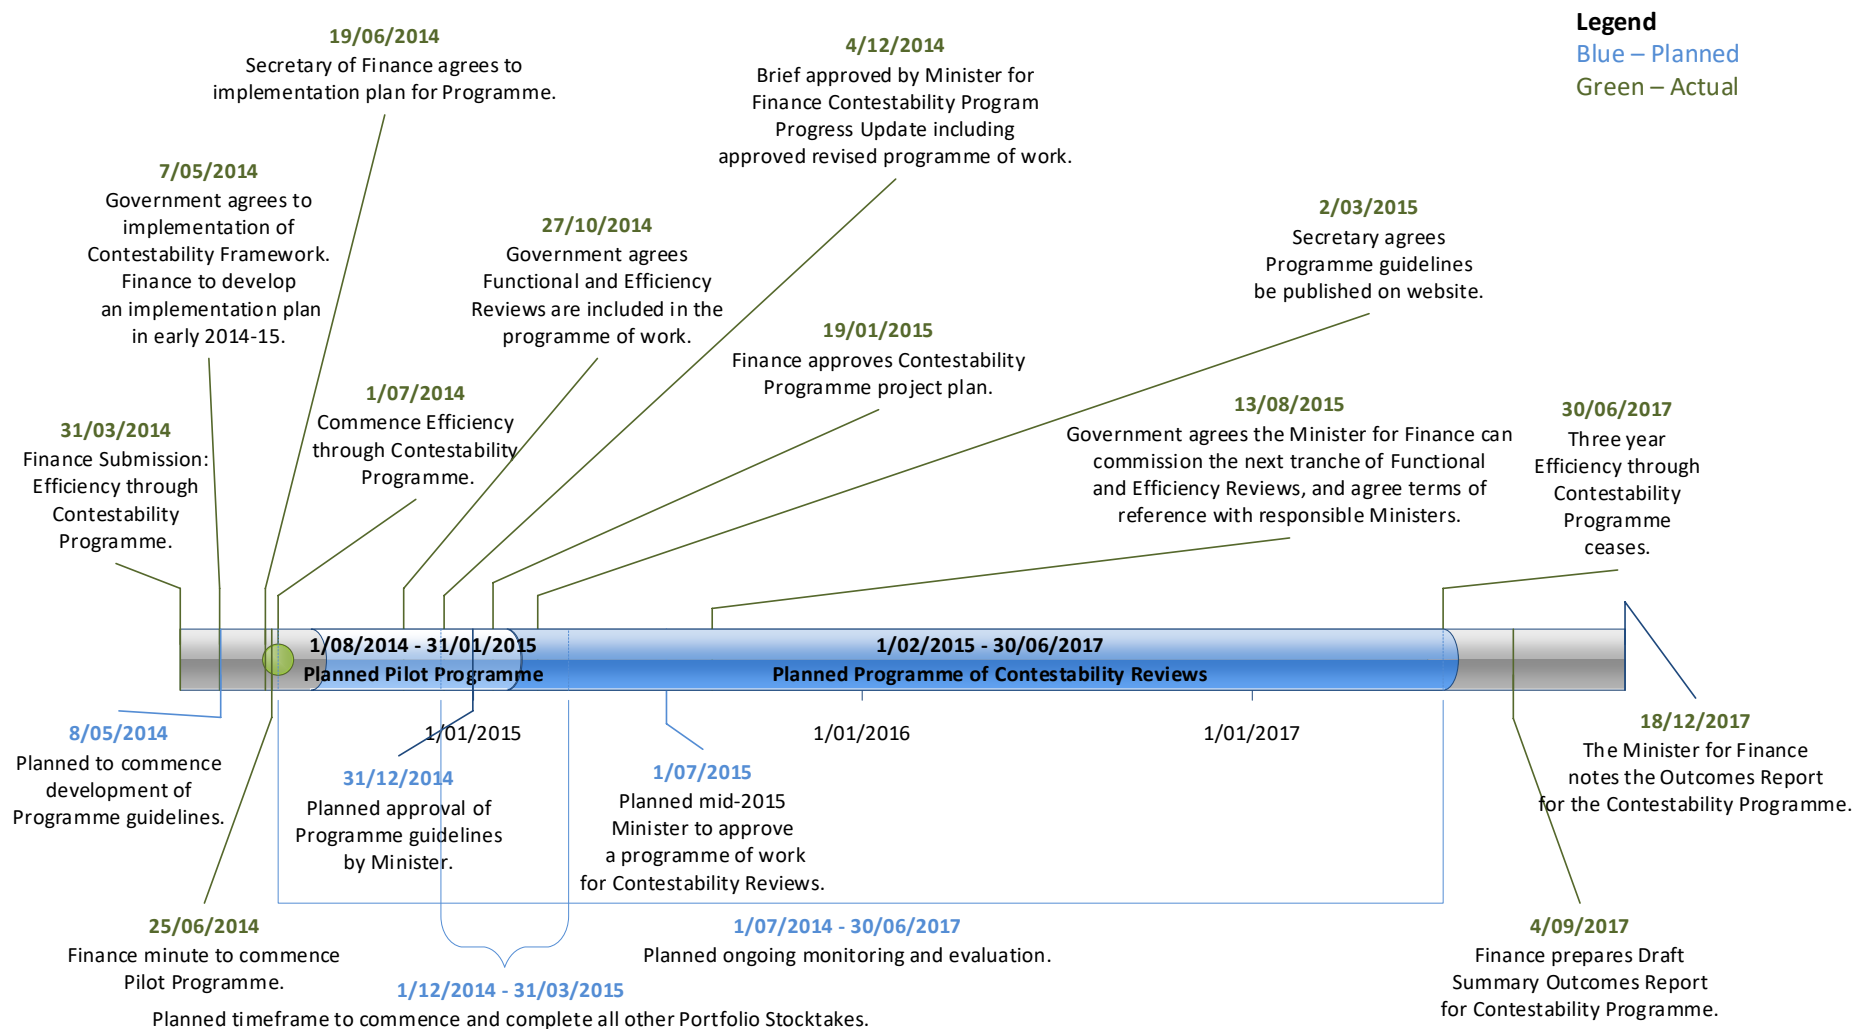 Legend
Blue – Planned
Green – Actual
19/06/2014
Secretary of Finance agrees to
implementation plan for Programme.
4/12/2014
Brief approved by Minister for
Finance Contestability Program
Progress Update including
approved revised programme of work.
7/05/2014
Government agrees to
implementation of
Contestability Framework.
Finance to develop
an implementation plan
in early 2014-15.
27/10/2014
Government agrees
Functional and Efficiency
Reviews are included in the
programme of work.
2/03/2015
Secretary agrees
Programme guidelines
be published on website.
19/01/2015
Finance approves Contestability
Programme project plan.
31/03/2014
Finance Submission:
Efficiency through
Contestability
Programme.
1/07/2014
Commence Efficiency
through Contestability
Programme.
13/08/2015
Government agrees the Minister for Finance can
commission the next tranche of Functional
and Efficiency Reviews, and agree terms of
reference with responsible Ministers.
30/06/2017
Three year
Efficiency through
Contestability
Programme
ceases.
1/08/2014 - 31/01/2015
Planned Pilot Programme
1/02/2015 - 30/06/2017
Planned Programme of Contestability Reviews
1/01/2015
1/01/2016
1/01/2017
8/05/2014
Planned to commence
development of
Programme guidelines.
31/12/2014
Planned approval of
Programme guidelines
by Minister.
1/07/2015
Planned mid-2015
Minister to approve
a programme of work
for Contestability Reviews.
18/12/2017
The Minister for Finance
notes the Outcomes Report
for the Contestability Programme.
25/06/2014
Finance minute to commence
Pilot Programme.
1/07/2014 - 30/06/2017
Planned ongoing monitoring and evaluation.
4/09/2017
Finance prepares Draft
Summary Outcomes Report
for Contestability Programme.
1/12/2014 - 31/03/2015
Planned timeframe to commence and complete all other Portfolio Stocktakes.